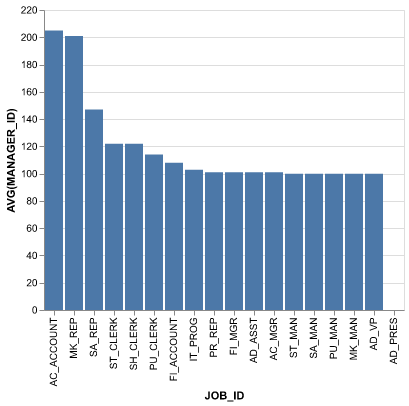 220
200
180
160
140
120
100
80
60
40
20
0
AVG(MANAGER_ID)
AC_ACCOUNT
MK_REP
SA_REP
ST_CLERK
SH_CLERK
PU_CLERK
FI_ACCOUNT
IT_PROG
PR_REP
FI_MGR
AD_ASST
AC_MGR
ST_MAN
SA_MAN
PU_MAN
MK_MAN
AD_VP
AD_PRES
JOB_ID